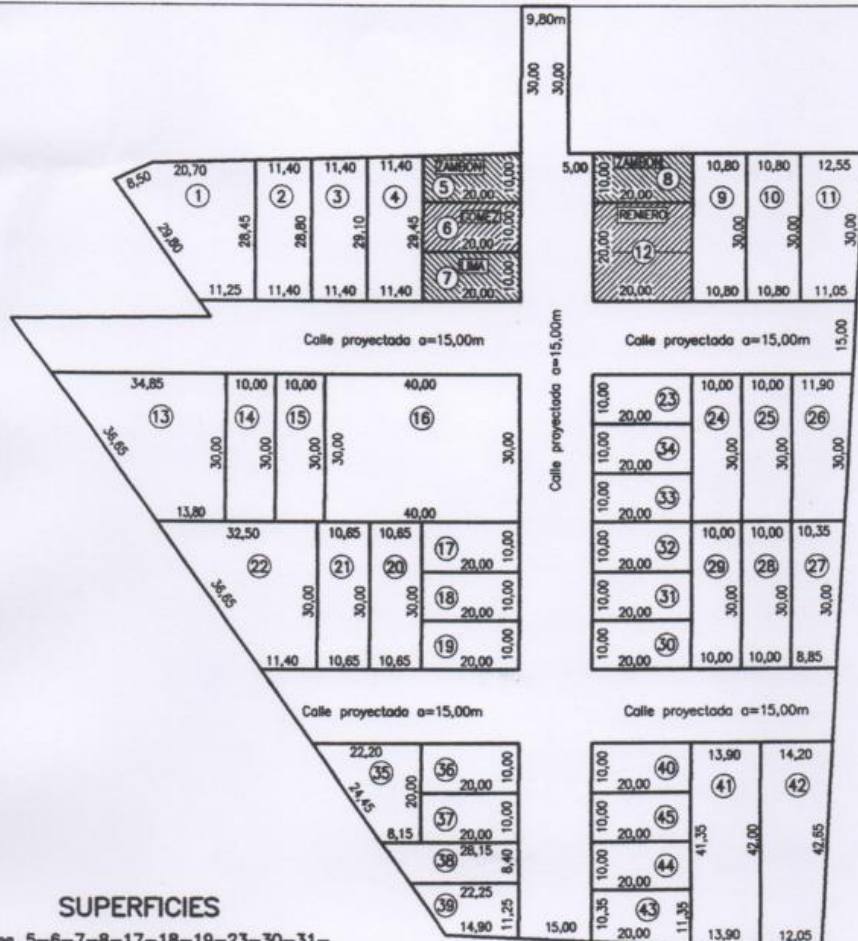 9,80m
30,00 30,00
8,50 20,70 11,40 11,40 11,40 ZAMBONI 10,00 5,00 ZAMBONI 10,80 10,80 12,55
1 2 3 4 5 20,00 10,00 8 20,00 9 10 11
29,80 28,45 28,80 29,10 29,45 6 GOMEZ 20,00 10,00 RENIERO 20,00 12 30,00 30,00 30,00
7 LIMA 10,00
11,25 11,40 11,40 11,40 20,00 20,00 10,80 10,80 11,05
Calle proyectada a=15,00m Calle proyectada a=15,00m 15,00
Calle proyectada a=15,00m
34,85 10,00 10,00 40,00 10,00 23 20,00 10,00 10,00 11,90
13 14 15 16 24 25 26
36,65 30,00 30,00 30,00 30,00 10,00 34 20,00 30,00 30,00 30,00
13,80 40,00 10,00 33 20,00
32,50 10,65 10,65 17 20,00 10,00 10,00 32 20,00 10,00 10,00 10,35
22 21 20 29 28 27
36,65 30,00 30,00 30,00 18 20,00 10,00 10,00 31 20,00 30,00 30,00 30,00
11,40 10,65 10,65 19 20,00 10,00 10,00 30 20,00 10,00 10,00 8,85
Calle proyectada a=15,00m Calle proyectada a=15,00m
22,20 36 20,00 10,00 10,00 40 20,00 13,90 14,20
35 41 42
24,45 20,00 8,15 37 20,00 10,00 10,00 45 20,00 41,35 42,00 42,65
38 28,15 8,40 10,00 44 20,00
39 22,25 11,25 10,35 43 11,35
14,90 15,00 20,00 13,90 12,05
SUPERFICIES
5-6-7-8-17-18-19-23-30-31-